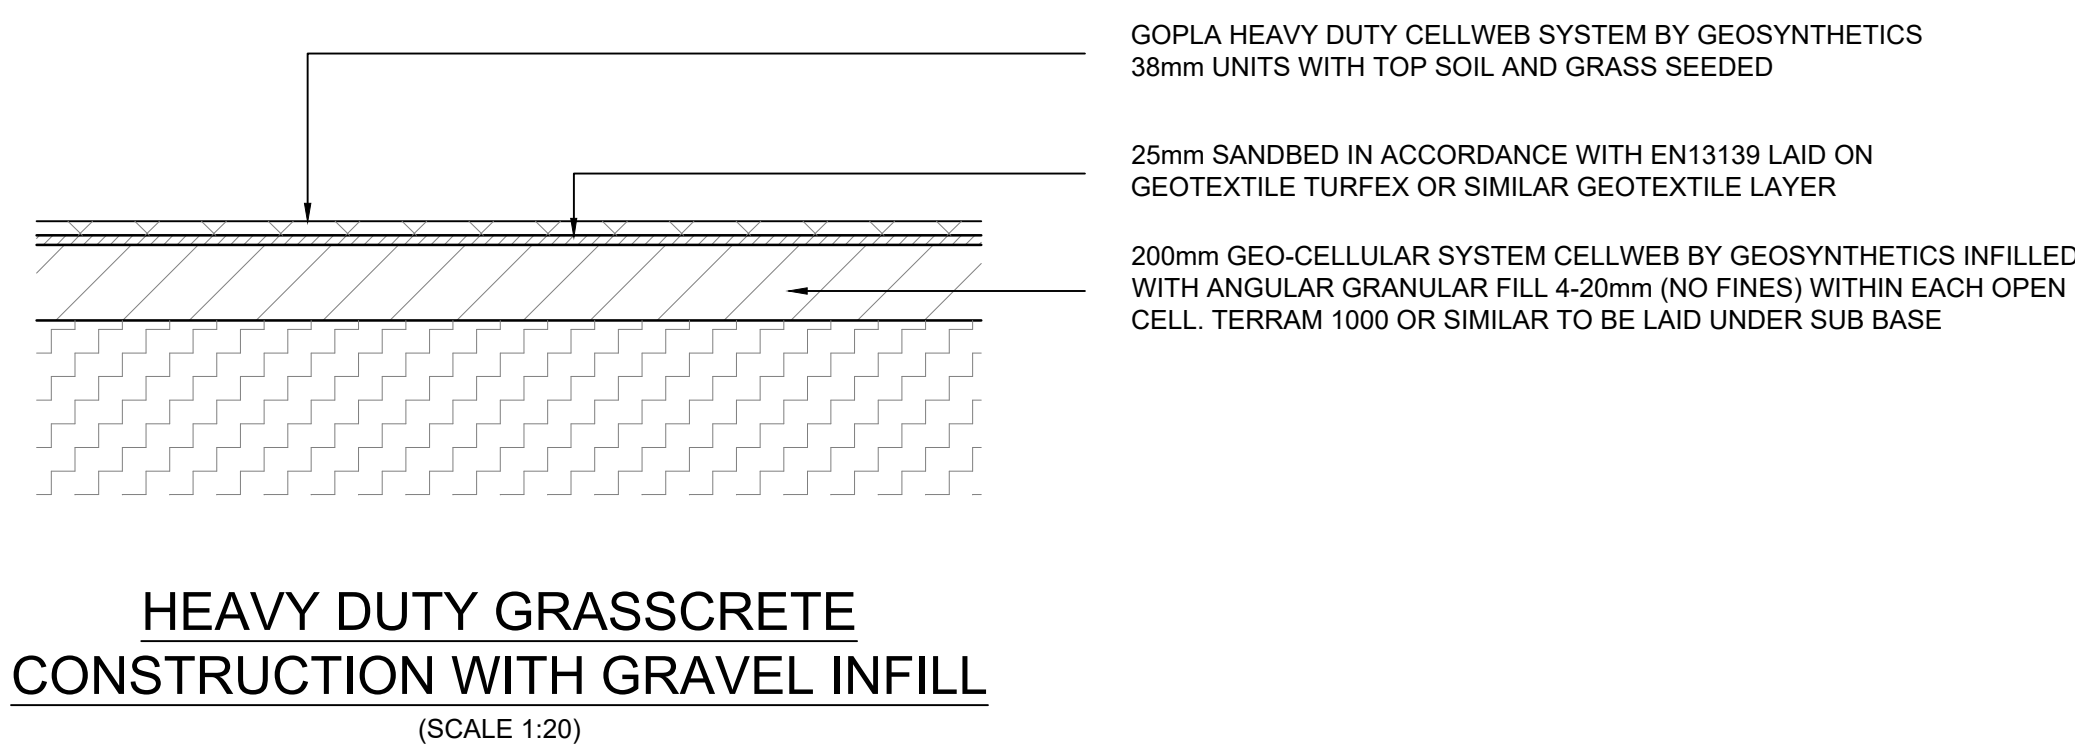 GOPLA HEAVY DUTY CELLWEB SYSTEM BY GEOSYNTHETICS
38mm UNITS WITH TOP SOIL AND GRASS SEEDED
25mm SANDBED IN ACCORDANCE WITH EN13139 LAID ON
GEOTEXTILE TURFEX OR SIMILAR GEOTEXTILE LAYER
200mm GEO-CELLULAR SYSTEM CELLWEB BY GEOSYNTHETICS INFILLED
WITH ANGULAR GRANULAR FILL 4-20mm (NO FINES) WITHIN EACH OPEN
CELL. TERRAM 1000 OR SIMILAR TO BE LAID UNDER SUB BASE
HEAVY DUTY GRASSCRETE
CONSTRUCTION WITH GRAVEL INFILL
(SCALE 1:20)